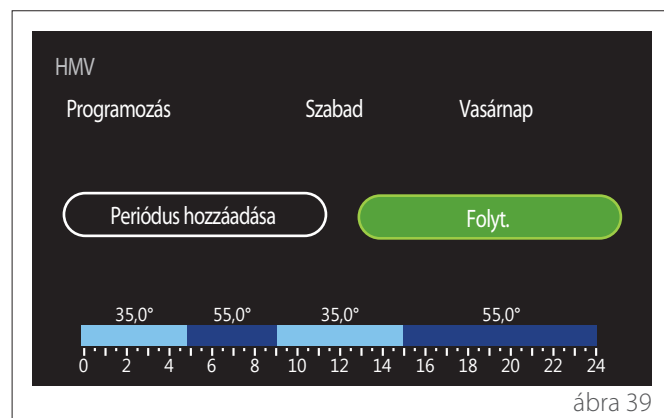 HMV
Programozás Szabad Vasárnap
Periódus hozzáadása Folyt.
35,0° 55,0° 35,0° 55,0°
0 2 4 6 8 10 12 14 16 18 20 22 24
ábra 39